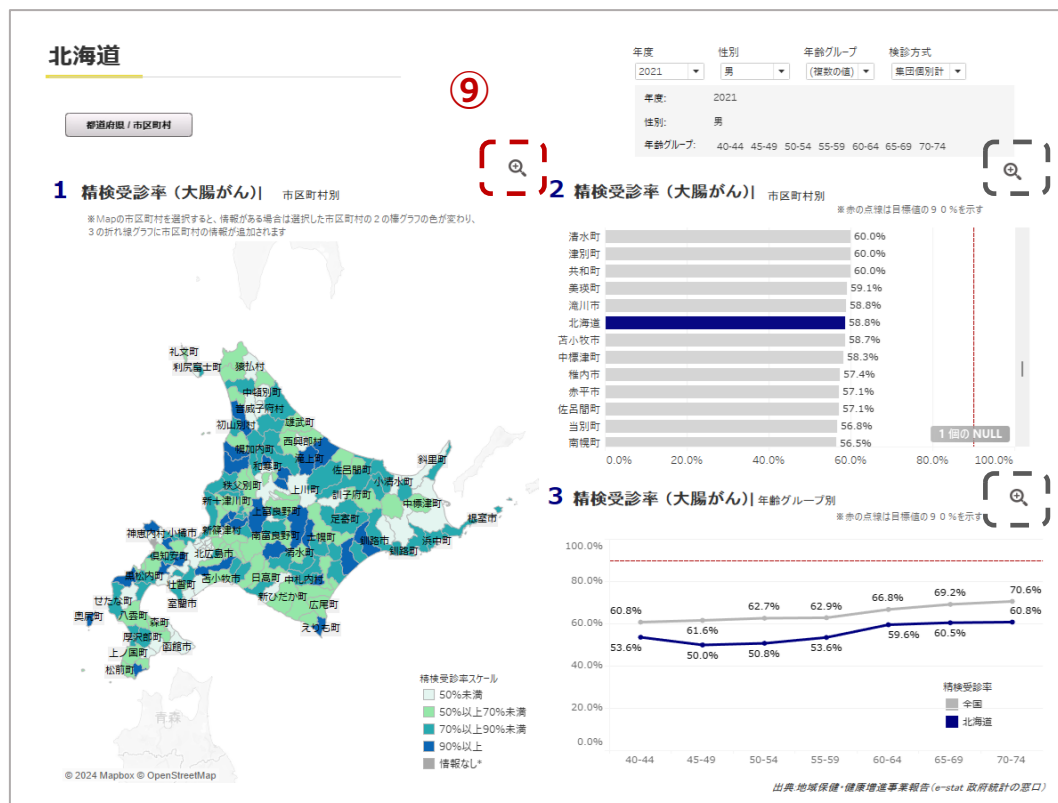 北海道
⑨
年度 性別 年齢グループ 検診方式
2021 男 (複数の値) 集団個別計
年度: 2021
性別: 男
年齢グループ: 40-44 45-49 50-54 55-59 60-64 65-69 70-74
都道府県 / 市区町村
1 精検受診率 (大腸がん)| 市区町村別
※Mapの市区町村を選択すると、情報がある場合は選択した市区町村の2の棒グラフの色が変わり、
3の折れ線グラフに市区町村の情報が追加されます
礼文町
利尻富士町
猿払村
中頓別町
音威子府村
初山別村
雄武町
幌加内町
西興部村
和寒町
滝上町
佐呂間町
斜里町
小清水町
秩父別町
上川町
訓子府町
新十津川町
中標津町
上富良野町
足寄町
根室市
神恵内村
小樽市
新篠津村
南富良野町
士幌町
釧路市
浜中町
倶知安町
北広島市
清水町
釧路町
黒松内町
壮瞥町
苫小牧市
日高町
中札内村
せたな町
室蘭市
新ひだか町
広尾町
奥尻町
八雲町
森町
えりも町
厚沢部町
函館市
上ノ国町
松前町
青森
精検受診率スケール
50%未満
50%以上70%未満
70%以上90%未満
90%以上
情報なし*
© 2024 Mapbox © OpenStreetMap
2 精検受診率 (大腸がん)| 市区町村別
※赤の点線は目標値の90%を示す
清水町 60.0%
津別町 60.0%
共和町 60.0%
美瑛町 59.1%
滝川市 58.8%
北海道 58.8%
苫小牧市 58.7%
中標津町 58.3%
稚内市 57.4%
赤平市 57.1%
佐呂間町 57.1%
当別町 56.8%
南幌町 56.5%
1 個の NULL
0.0% 20.0% 40.0% 60.0% 80.0% 100.0%
3 精検受診率 (大腸がん)| 年齢グループ別
※赤の点線は目標値の90%を示す
100.0%
80.0%
60.0%
40.0%
20.0%
0.0%
60.8% 61.6% 62.7% 62.9% 66.8% 69.2% 70.6%
53.6% 50.0% 50.8% 53.6% 59.6% 60.5% 60.8%
精検受診率
全国
北海道
40-44 45-49 50-54 55-59 60-64 65-69 70-74
出典:地域保健・健康増進事業報告(e-stat 政府統計の窓口)